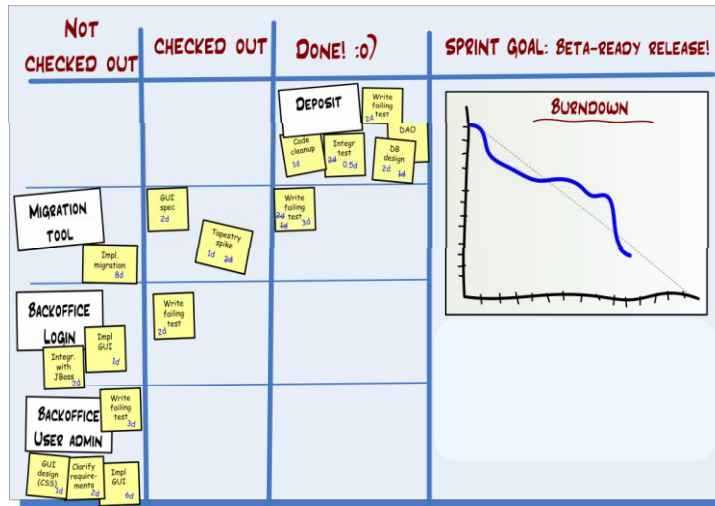 NOT
CHECKED OUT
CHECKED OUT
DONE! :o)
SPRINT GOAL: BETA-READY RELEASE!
DEPOSIT
Write
failing
test
2d
DAO
Code
cleanup
1d
Integr
test
2d 0.5d
DB
design
2d 1d
BURNDOWN
MIGRATION
TOOL
Impl.
migration
8d
GUI
spec
2d
Tapestry
spike
1d 2d
Write
failing
test
2d
1d 3d
BACKOFFICE
LOGIN
Integr.
with
JBoss
2d
Impl
GUI
1d
Write
failing
test
2d
BACKOFFICE
USER ADMIN
Write
failing
test
3d
GUI
design
(CSS)
1d
Clarify
require-
ments
2d
Impl
GUI
6d